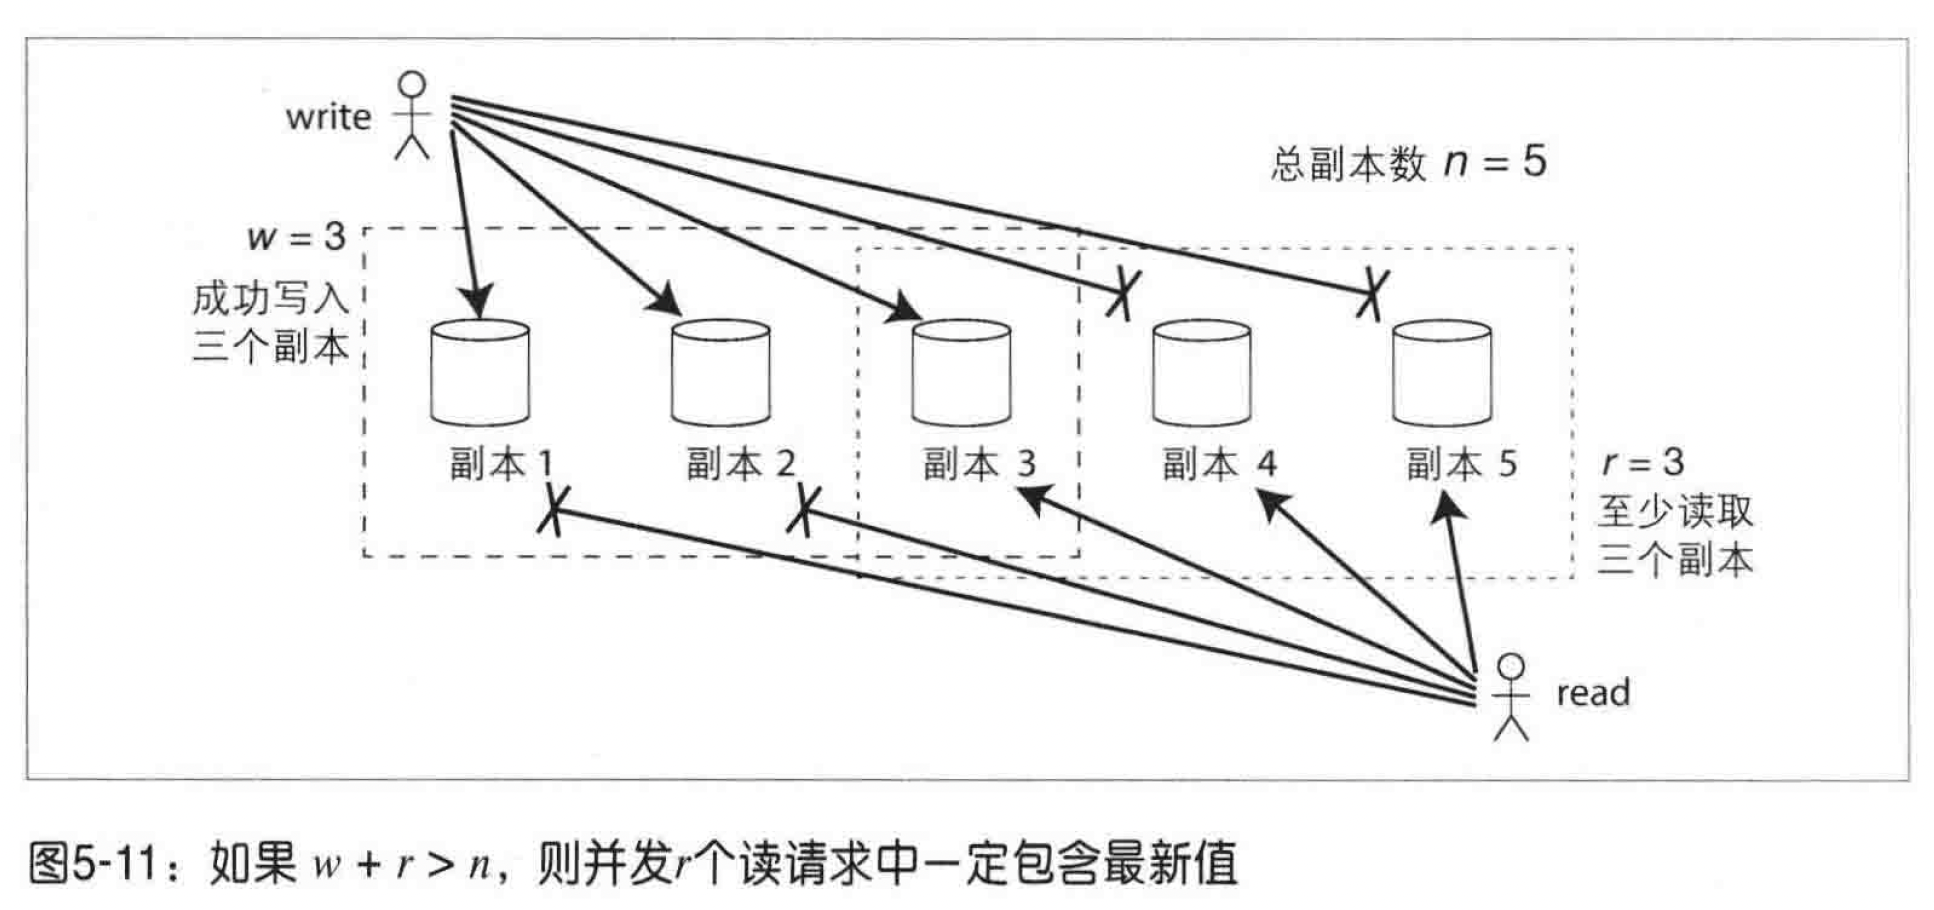 write
总副本数 n = 5
w = 3
成功写入
三个副本
副本 1
副本 2
副本 3
副本 4
副本 5
r = 3
至少读取
三个副本
read
图5-11：如果 w + r > n，则并发r个读请求中一定包含最新值